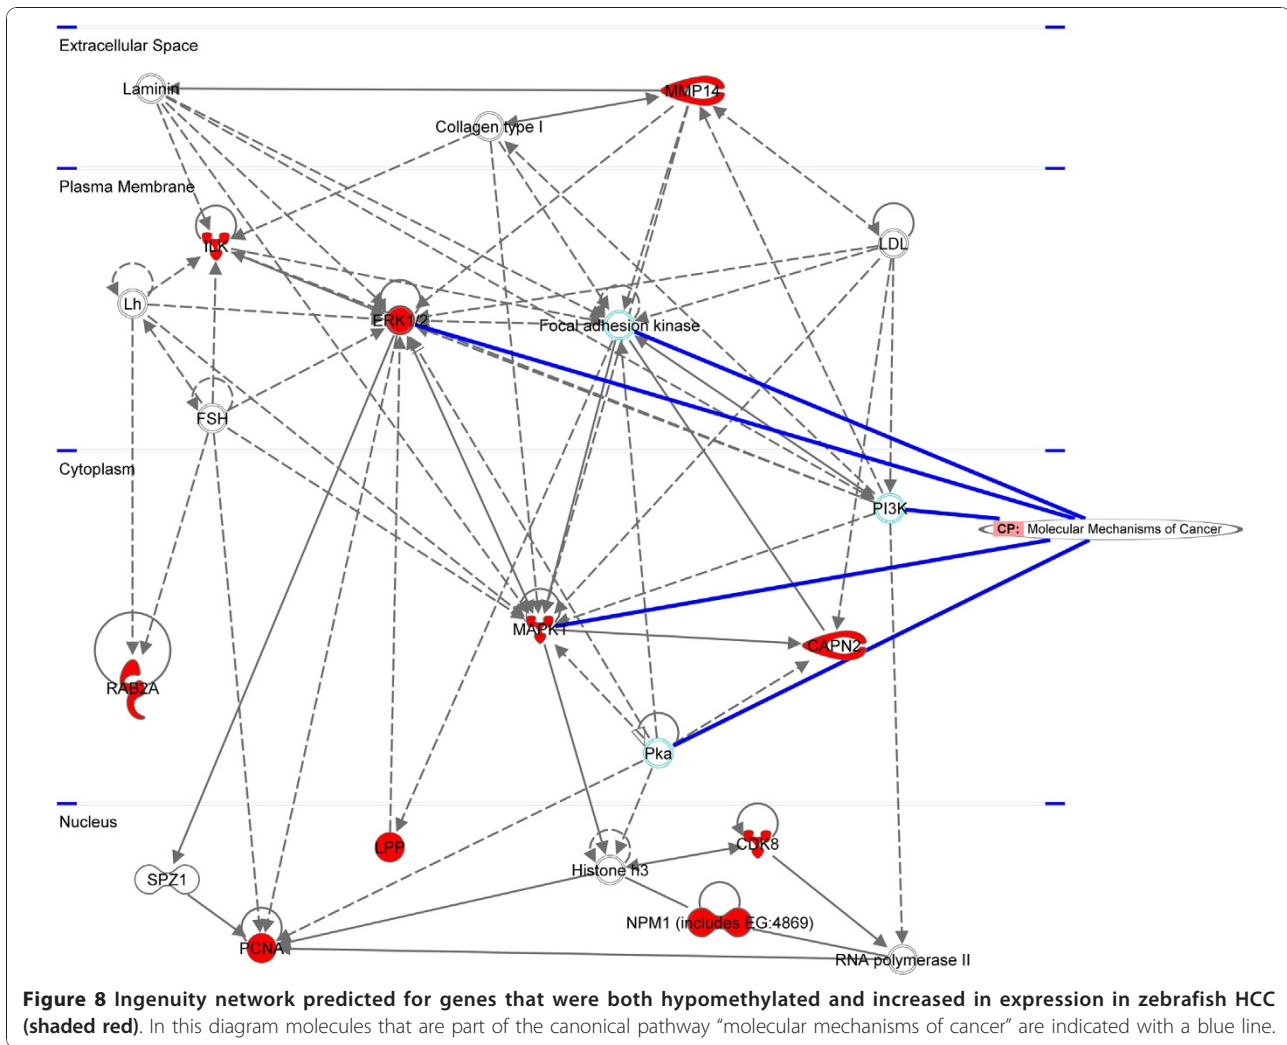 Extracellular Space
Laminin
MMP14
Collagen type I
Plasma Membrane
ILK
LDL
Lh
ERK1/2
Focal adhesion kinase
FSH
Cytoplasm
PI3K
CP: Molecular Mechanisms of Cancer
MAPK1
CAPN2
RAB2A
Pka
Nucleus
LPP
CDK8
SPZ1
Histone h3
NPM1 (includes EG:4869)
PCNA
RNA polymerase II
Figure 8 Ingenuity network predicted for genes that were both hypomethylated and increased in expression in zebrafish HCC
(shaded red). In this diagram molecules that are part of the canonical pathway “molecular mechanisms of cancer” are indicated with a blue line.